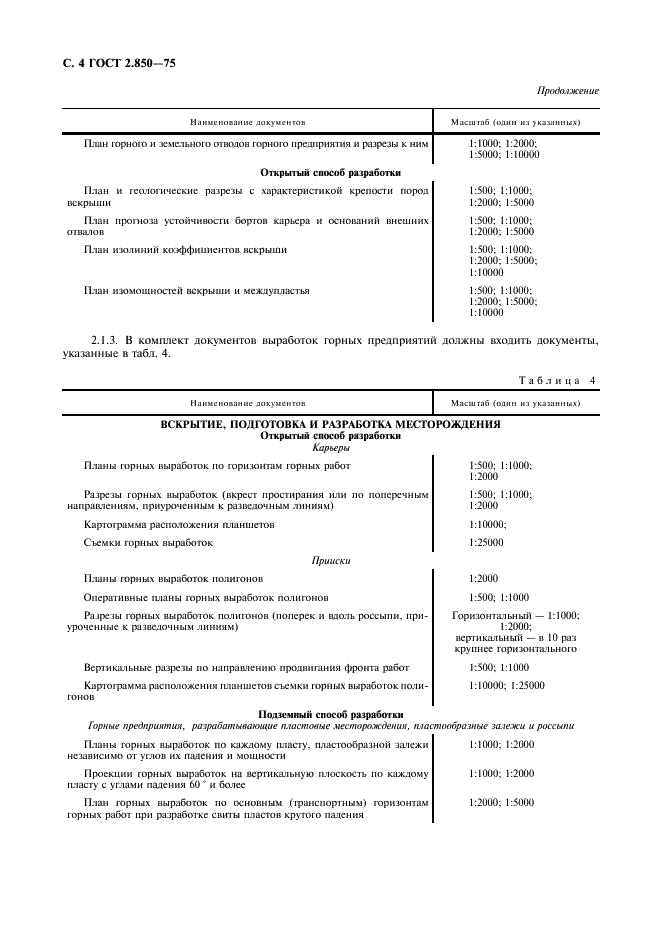 С. 4 ГОСТ 2.850—75
Продолжение
Наименование документов
Масштаб (один из указанных)
План горного и земельного отводов горного предприятия и разрезы к ним
1:1000; 1:2000;
1:5000; 1:10000
Открытый способ разработки
План и геологические разрезы с характеристикой крепости пород
вскрыши
1:500; 1:1000;
1:2000; 1:5000
План прогноза устойчивости бортов карьера и оснований внешних
отвалов
1:500; 1:1000;
1:2000; 1:5000
План изолиний коэффициентов вскрыши
1:500; 1:1000;
1:2000; 1:5000;
1:10000
План изомощностей вскрыши и междупластья
1:500; 1:1000;
1:2000; 1:5000;
1:10000
2.1.3. В комплект документов выработок горных предприятий должны входить документы,
указанные в табл. 4.
Таблица 4
Наименование документов
Масштаб (один из указанных)
ВСКРЫТИЕ, ПОДГОТОВКА И РАЗРАБОТКА МЕСТОРОЖДЕНИЯ
Открытый способ разработки
Карьеры
Планы горных выработок по горизонтам горных работ
1:500; 1:1000;
1:2000
Разрезы горных выработок (вкрест простирания или по поперечным
направлениям, приуроченным к разведочным линиям)
1:500; 1:1000;
1:2000
Картограмма расположения планшетов
1:10000;
Съемки горных выработок
1:25000
Прииски
Планы горных выработок полигонов
1:2000
Оперативные планы горных выработок полигонов
1:500; 1:1000
Разрезы горных выработок полигонов (поперек и вдоль россыпи, при-
уроченные к разведочным линиям)
Горизонтальный — 1:1000;
1:2000;
вертикальный — в 10 раз
крупнее горизонтального
Вертикальные разрезы по направлению продвигания фронта работ
1:500; 1:1000
Картограмма расположения планшетов съемки горных выработок поли-
гонов
1:10000; 1:25000
Подземный способ разработки
Горные предприятия, разрабатывающие пластовые месторождения, пластообразные залежи и россыпи
Планы горных выработок по каждому пласту, пластообразной залежи
независимо от углов их падения и мощности
1:1000; 1:2000
Проекции горных выработок на вертикальную плоскость по каждому
пласту с углами падения 60 ° и более
1:1000; 1:2000
План горных выработок по основным (транспортным) горизонтам
горных работ при разработке свиты пластов крутого падения
1:2000; 1:5000